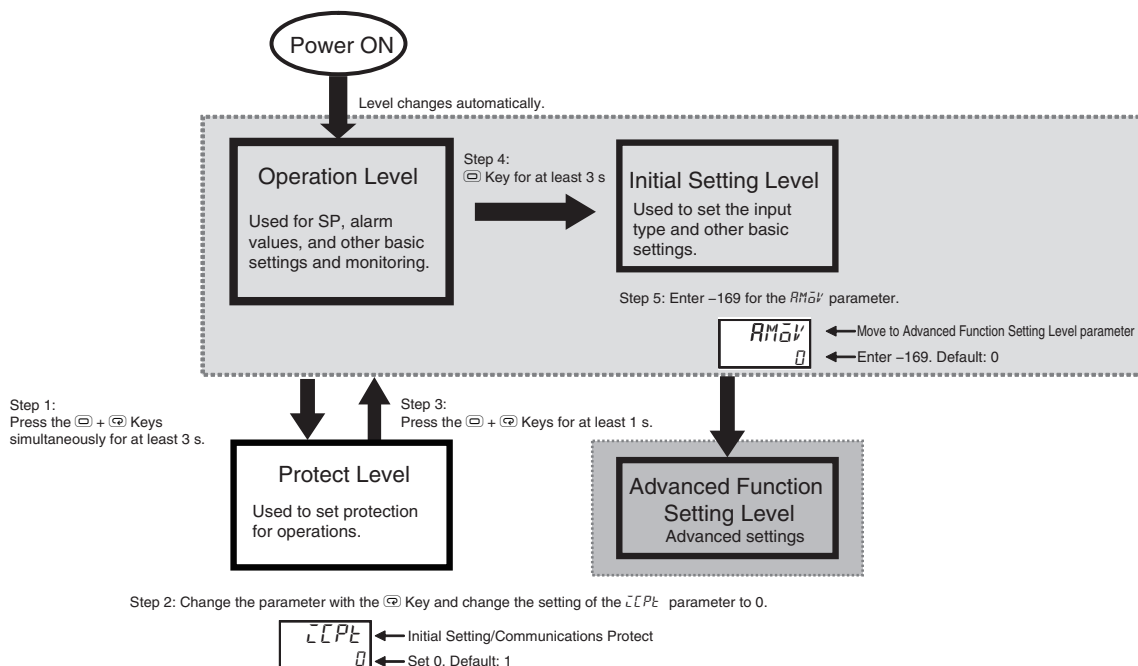 Power ON
Level changes automatically.
Operation Level
Used for SP, alarm
values, and other basic
settings and monitoring.
Step 4:
Key for at least 3 s
Initial Setting Level
Used to set the input
type and other basic
settings.
Step 5: Enter −169 for the AMoV parameter.
AMoV
Move to Advanced Function Setting Level parameter
0
Enter −169. Default: 0
Step 1:
Press the + Keys
simultaneously for at least 3 s.
Step 3:
Press the + Keys for at least 1 s.
Protect Level
Used to set protection
for operations.
Advanced Function
Setting Level
Advanced settings
Step 2: Change the parameter with the Key and change the setting of the iCPt parameter to 0.
iCPt
Initial Setting/Communications Protect
0
Set 0. Default: 1